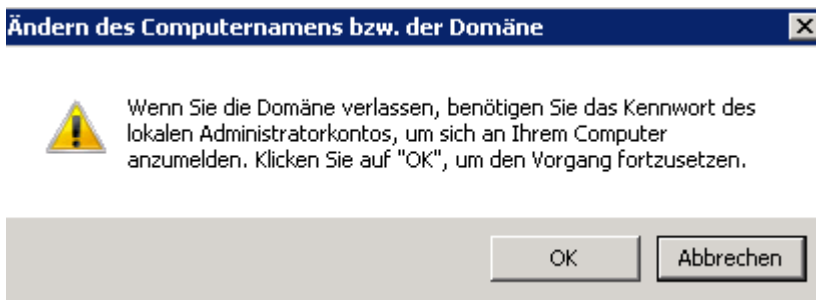 Ändern des Computernamens bzw. der Domäne
Wenn Sie die Domäne verlassen, benötigen Sie das Kennwort des
lokalen Administratorkontos, um sich an Ihrem Computer
anzumelden. Klicken Sie auf "OK", um den Vorgang fortzusetzen.
OK Abbrechen